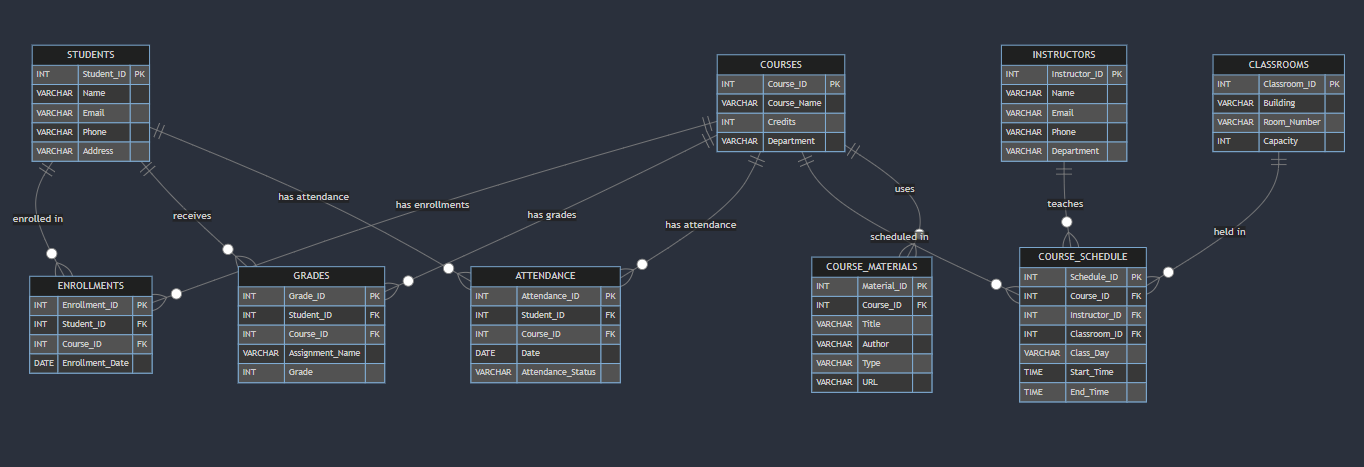 STUDENTS
INT Student_ID PK
VARCHAR Name
VARCHAR Email
VARCHAR Phone
VARCHAR Address
COURSES
INT Course_ID PK
VARCHAR Course_Name
INT Credits
VARCHAR Department
INSTRUCTORS
INT Instructor_ID PK
VARCHAR Name
VARCHAR Email
VARCHAR Phone
VARCHAR Department
CLASSROOMS
INT Classroom_ID PK
VARCHAR Building
VARCHAR Room_Number
INT Capacity
enrolled in
receives
has attendance
has enrollments
has grades
has attendance
uses
scheduled in
teaches
held in
ENROLLMENTS
INT Enrollment_ID PK
INT Student_ID FK
INT Course_ID FK
DATE Enrollment_Date
GRADES
INT Grade_ID PK
INT Student_ID FK
INT Course_ID FK
VARCHAR Assignment_Name
INT Grade
ATTENDANCE
INT Attendance_ID PK
INT Student_ID FK
INT Course_ID FK
DATE Date
VARCHAR Attendance_Status
COURSE_MATERIALS
INT Material_ID PK
INT Course_ID FK
VARCHAR Title
VARCHAR Author
VARCHAR Type
VARCHAR URL
COURSE_SCHEDULE
INT Schedule_ID PK
INT Course_ID FK
INT Instructor_ID FK
INT Classroom_ID FK
VARCHAR Class_Day
TIME Start_Time
TIME End_Time